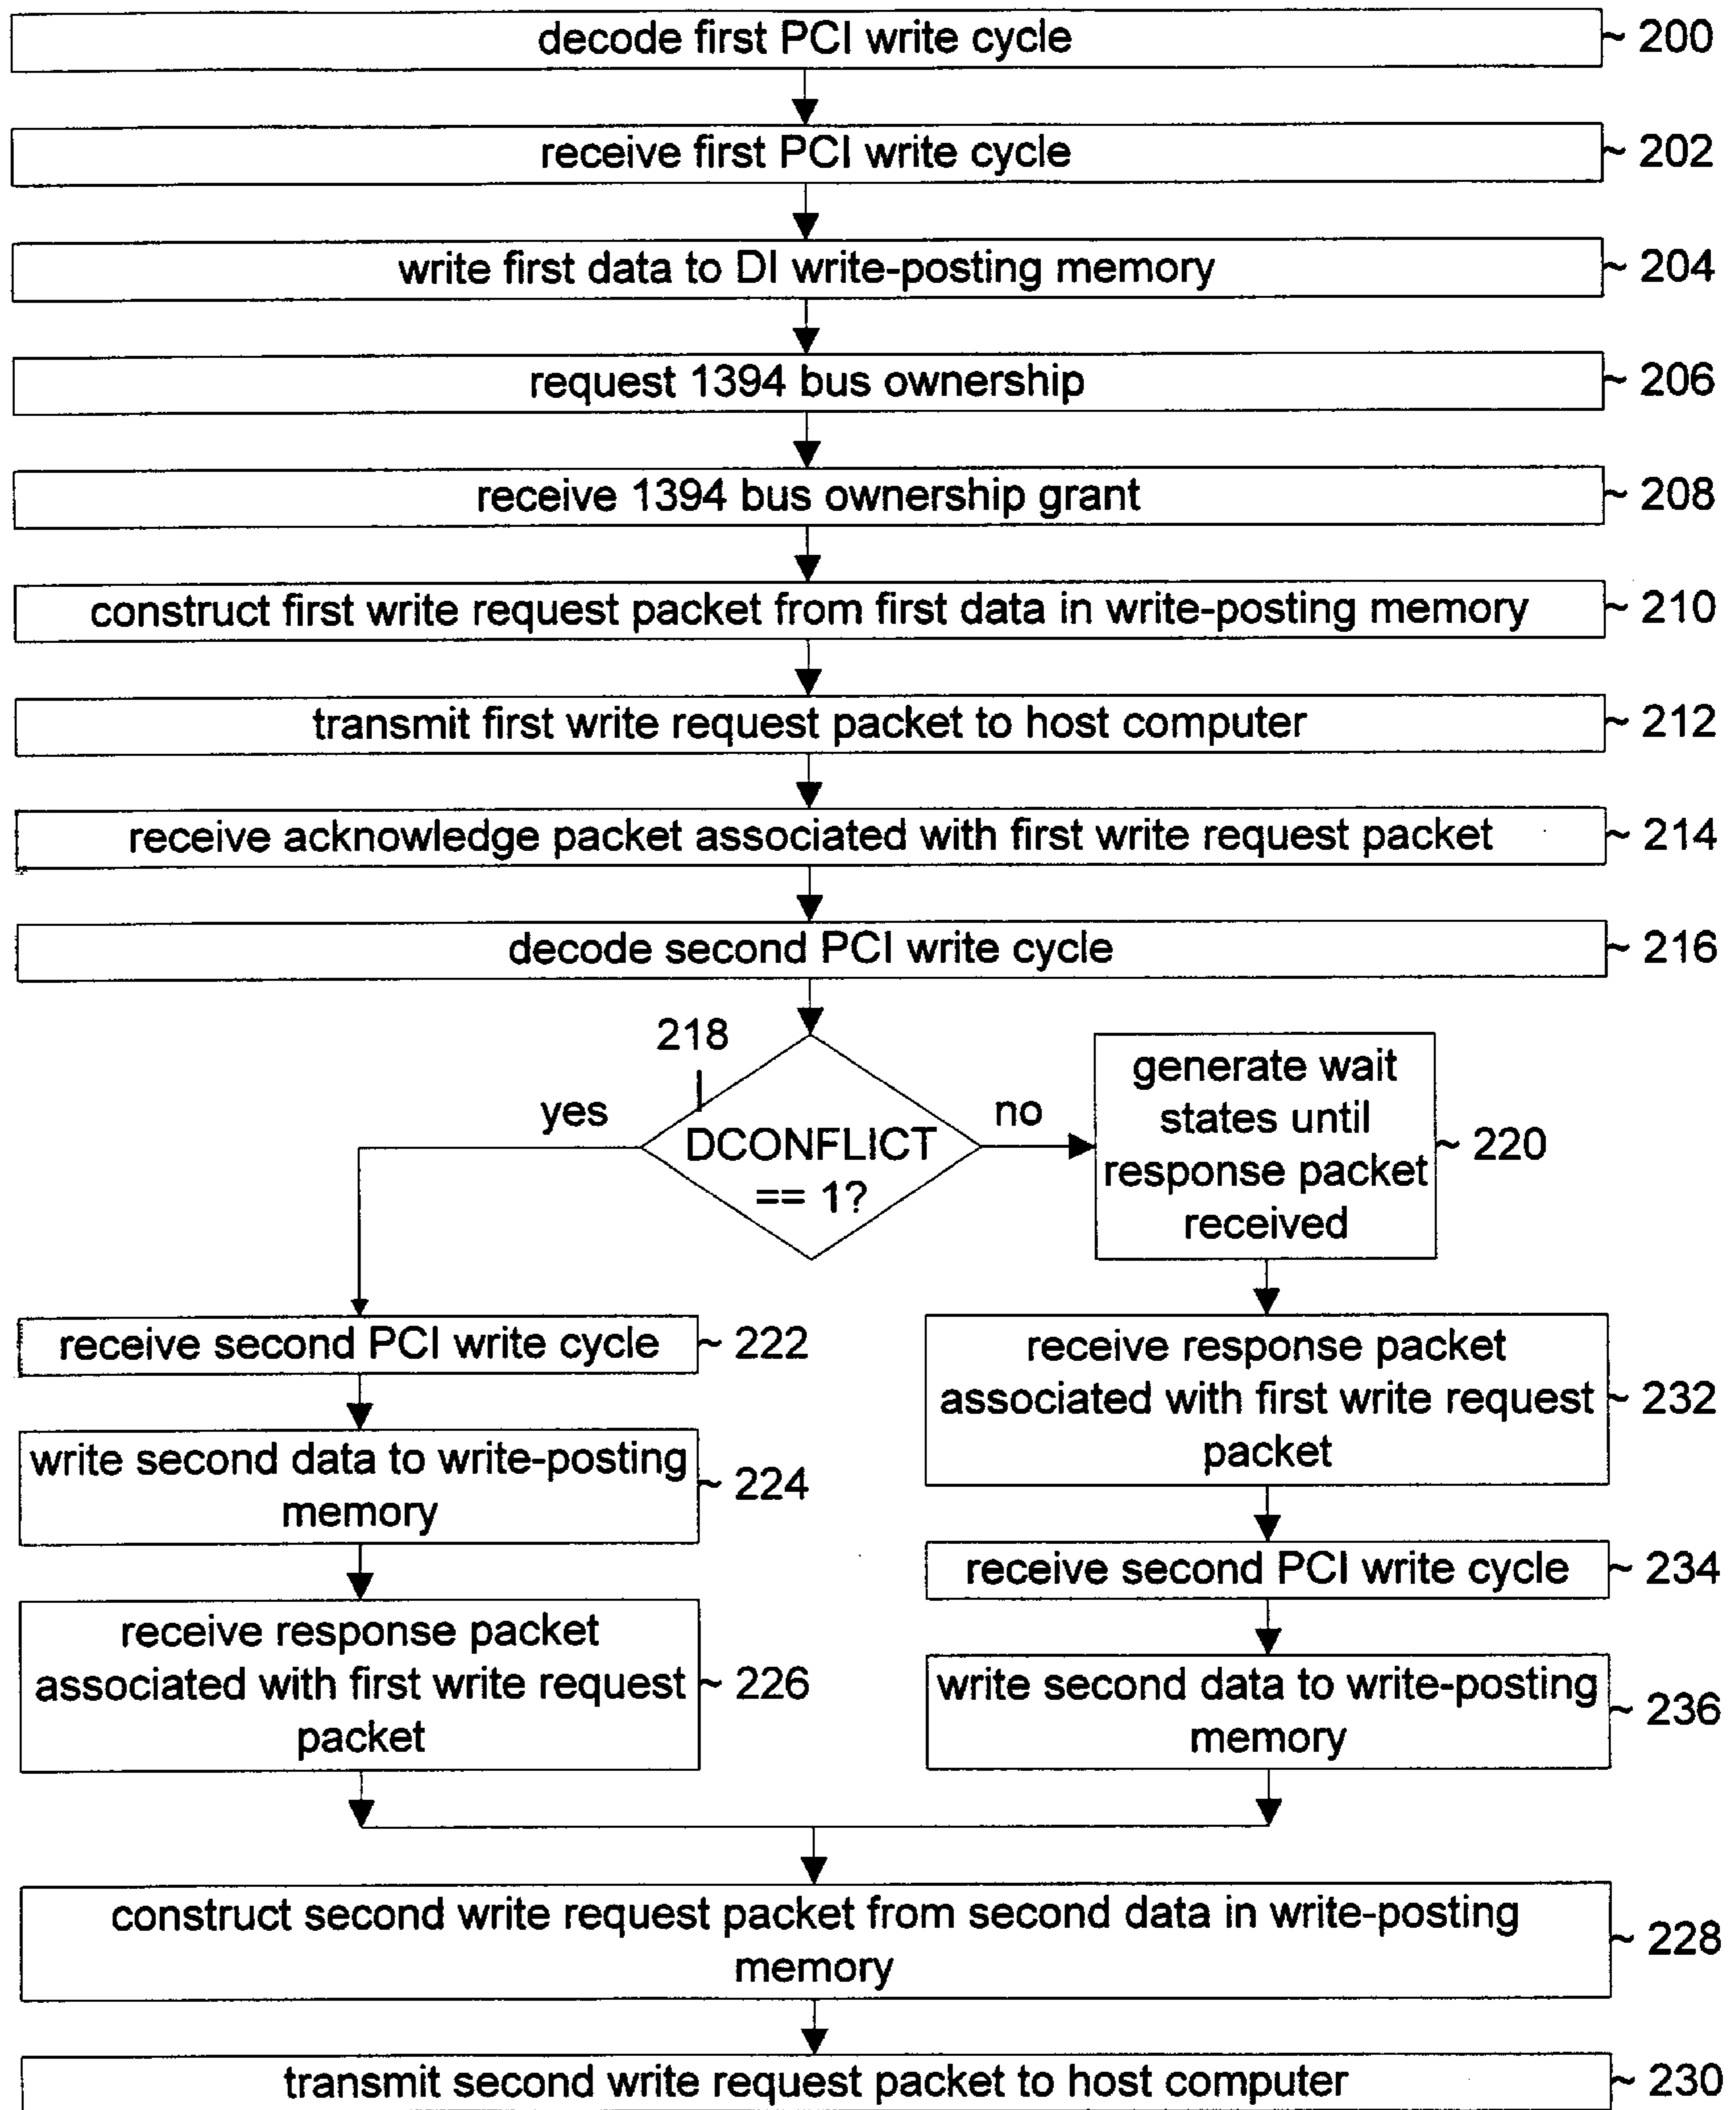 decode first PCI write cycle ~ 200
receive first PCI write cycle ~ 202
write first data to DI write-posting memory ~ 204
request 1394 bus ownership ~ 206
receive 1394 bus ownership grant ~ 208
construct first write request packet from first data in write-posting memory ~ 210
transmit first write request packet to host computer ~ 212
receive acknowledge packet associated with first write request packet ~ 214
decode second PCI write cycle ~ 216
218
yes
DCONFLICT
== 1?
no
generate wait
states until
response packet
received
~ 220
receive second PCI write cycle ~ 222
write second data to write-posting
memory
~ 224
receive response packet
associated with first write request
packet
~ 226
receive response packet
associated with first write request
packet
~ 232
receive second PCI write cycle ~ 234
write second data to write-posting
memory
~ 236
construct second write request packet from second data in write-posting
memory
~ 228
transmit second write request packet to host computer ~ 230